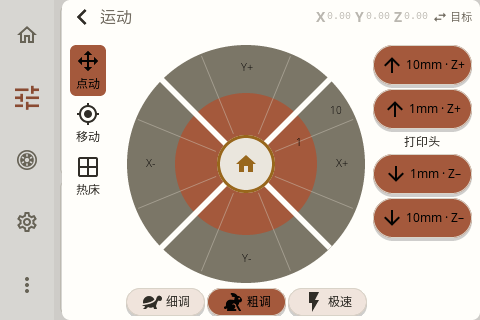 运动
X 0.00 Y 0.00 Z 0.00 目标
点动
移动
热床
Y+
10
1
X-
X+
Y-
10mm · Z+
1mm · Z+
打印头
1mm · Z−
10mm · Z−
细调
粗调
极速